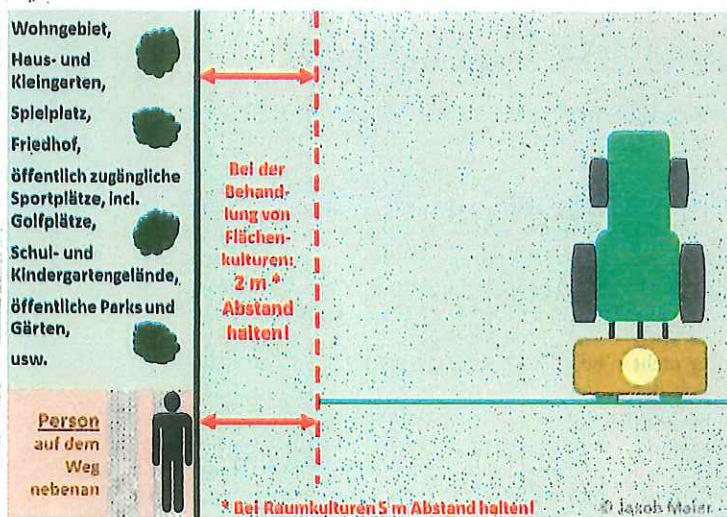 Wohngebiet,
Haus- und
Kleingarten,
Spielplatz,
Friedhof,
öffentlich zugängliche
Sportplätze, incl.
Golfplätze,
Schul- und
Kindergartengelände,
öffentliche Parks und
Gärten,
usw.
Person
auf dem
Weg
nebenan
Bei der
Behand-
lung von
Flächen-
kulturen:
2 m *
Abstand
halten!
* Bei Raumkulturen 5 m Abstand halten!
© Jakob Maier